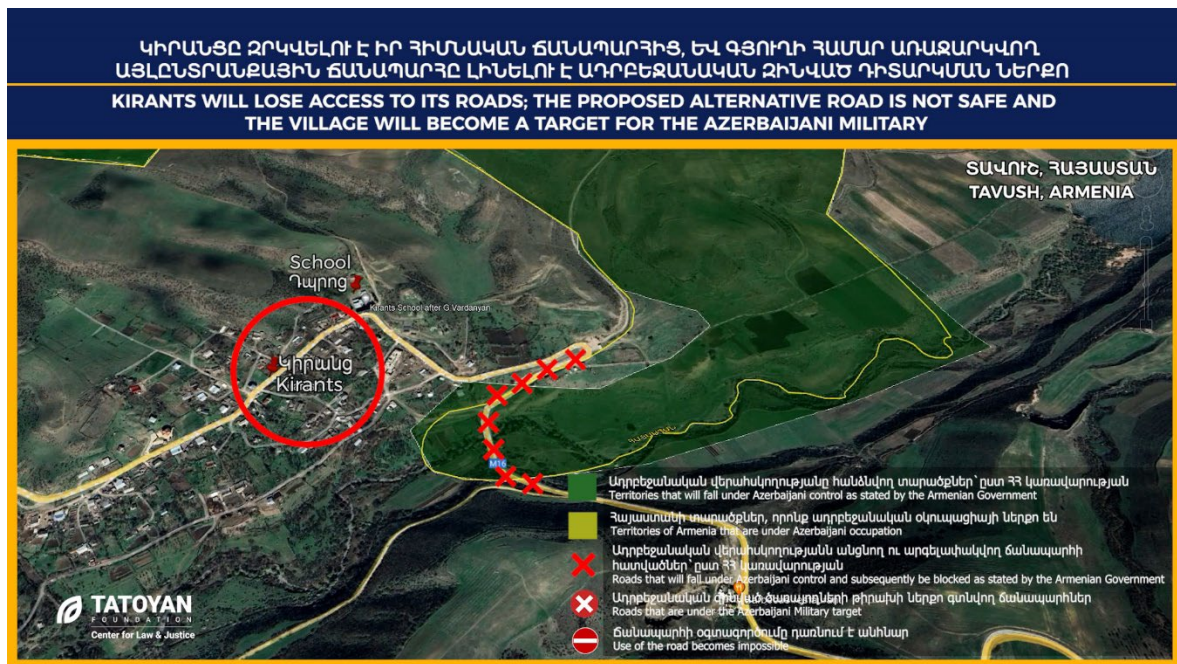 ԿԻՐԱՆՑԸ ԶՐԿՎԵԼՈՒ Է ԻՐ ՀԻՄՆԱԿԱՆ ՃԱՆԱՊԱՐՀԻՑ, ԵՎ ԳՅՈՒՂԻ ՀԱՄԱՐ ԱՌԱՋԱՐԿՎՈՂ
ԱՅԼԸՆՏՐԱՆՔԱՅԻՆ ՃԱՆԱՊԱՐՀԸ ԼԻՆԵԼՈՒ Է ԱԴՐԲԵՋԱՆԱԿԱՆ ԶԻՆՎԱԾ ԴԻՏԱՐԿՄԱՆ ՆԵՐՔՈ
KIRANTS WILL LOSE ACCESS TO ITS ROADS; THE PROPOSED ALTERNATIVE ROAD IS NOT SAFE AND
THE VILLAGE WILL BECOME A TARGET FOR THE AZERBAIJANI MILITARY
ՏԱՎՈՒՇ, ՀԱՅԱՍՏԱՆ
TAVUSH, ARMENIA
School
Դպրոց
Kirants School after G Vardanyan
Կիրանց
Kirants
M16
Ադրբեջանական վերահսկողությանը հանձնվող տարածքներ՝ ըստ ՀՀ կառավարության
Territories that will fall under Azerbaijani control as stated by the Armenian Government
Հայաստանի տարածքներ, որոնք ադրբեջանական օկուպացիայի ներքո են
Territories of Armenia that are under Azerbaijani occupation
Ադրբեջանական վերահսկողությանն անցնող ու արգելափակվող ճանապարհի
հատվածներ՝ ըստ ՀՀ կառավարության
Roads that will fall under Azerbaijani control and subsequently be blocked as stated by the Armenian Government
Ադրբեջանական զինված ծառայողների թիրախի ներքո գտնվող ճանապարհներ
Roads that are under the Azerbaijani Military target
Ճանապարհի օգտագործումը դառնում է անհնար
Use of the road becomes impossible
TATOYAN
FOUNDATION
Center for Law & Justice